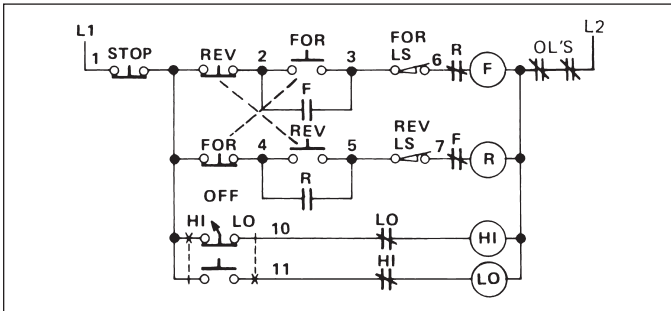 L1 L2
1 STOP REV 2 FOR 3 FOR LS 6 R F OL'S
F
FOR 4 REV 5 REV LS 7 F R
R
OFF
HI LO 10 LO HI
11 HI LO